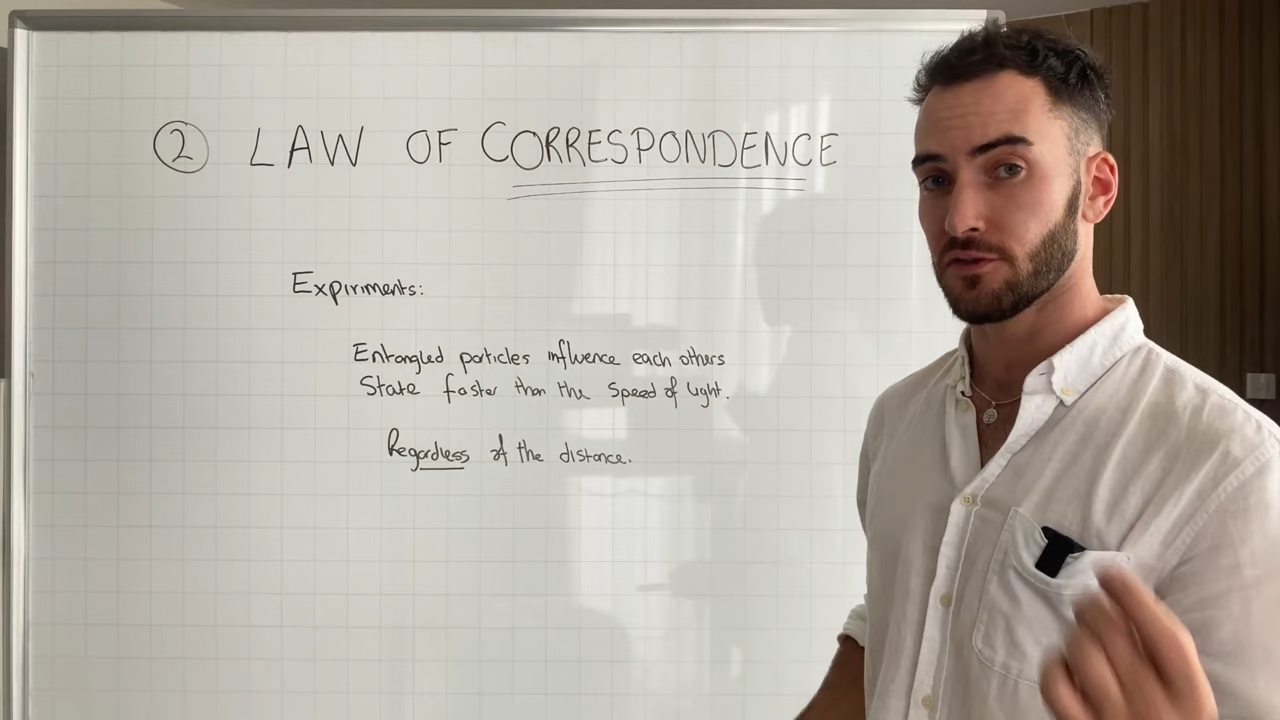 ② LAW OF CORRESPONDENCE
Expiriments:
Entangled particles influence each others
State faster than the speed of light.
Regardless of the distance.